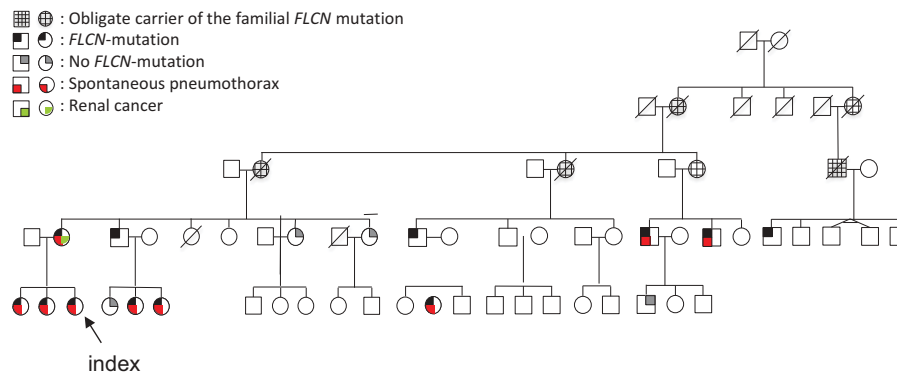 : Obligate carrier of the familial FLCN mutation
: FLCN-mutation
: No FLCN-mutation
: Spontaneous pneumothorax
: Renal cancer
index